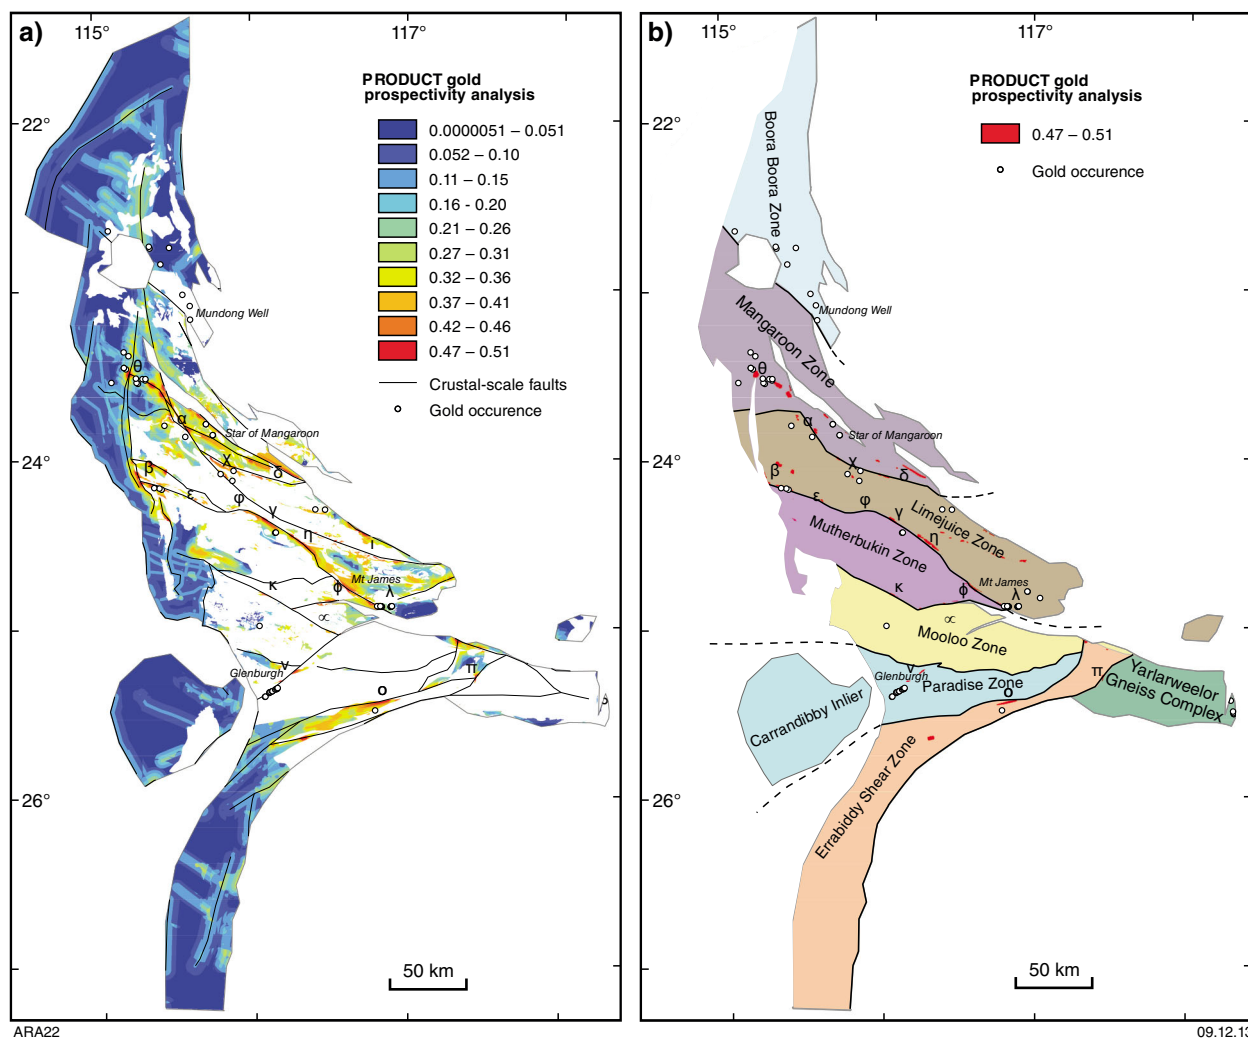 a)
115°
117°
22°
24°
26°
PRODUCT gold
prospectivity analysis
0.0000051 – 0.051
0.052 – 0.10
0.11 – 0.15
0.16 - 0.20
0.21 – 0.26
0.27 – 0.31
0.32 – 0.36
0.37 – 0.41
0.42 – 0.46
0.47 – 0.51
Crustal-scale faults
Gold occurence
Mundong Well
θ
α
Star of Mangaroon
χ
δ
β
ε
φ
γ
η
ι
κ
ϕ
Mt James
λ
∝
Glenburgh
ν
π
ο
50 km
ARA22
b)
115°
117°
22°
24°
26°
PRODUCT gold
prospectivity analysis
0.47 – 0.51
Gold occurence
Boora Boora Zone
Mundong Well
Mangaroon Zone
θ
α
Star of Mangaroon
χ
δ
β
ε
φ
γ
Limejuice Zone
η
Mutherbukin Zone
κ
ϕ
Mt James
λ
∝
Mooloo Zone
ν
Glenburgh
Paradise Zone
ο
π
Yarlarweelor
Gneiss Complex
Carrandibby Inlier
Errabiddy Shear Zone
50 km
09.12.13